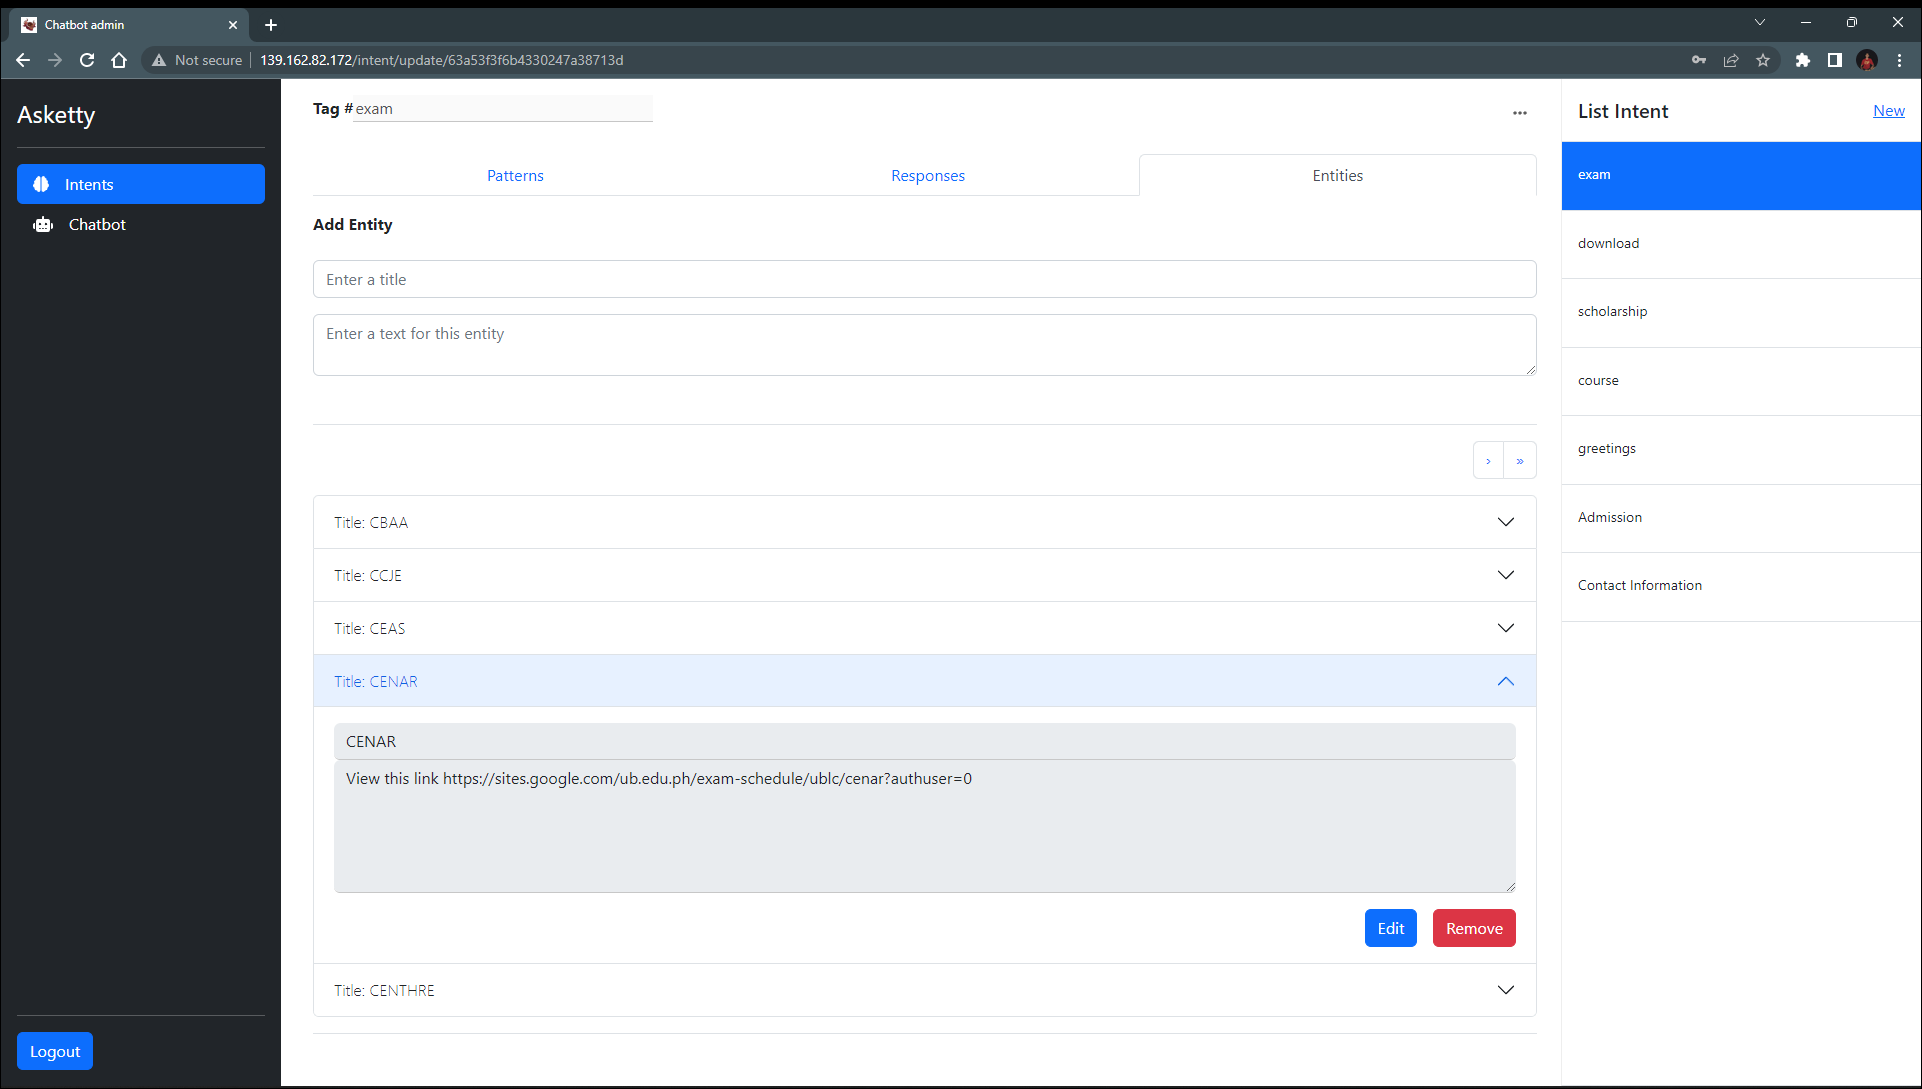 Chatbot admin
Not secure
139.162.82.172/intent/update/63a53f3f6b4330247a38713d
Asketty
Intents
Chatbot
Logout
Tag #exam
Patterns
Responses
Entities
Add Entity
Enter a title
Enter a text for this entity
› »
Title: CBAA
Title: CCJE
Title: CEAS
Title: CENAR
CENAR
View this link https://sites.google.com/ub.edu.ph/exam-schedule/ublc/cenar?authuser=0
Edit
Remove
Title: CENTHRE
List Intent
New
exam
download
scholarship
course
greetings
Admission
Contact Information